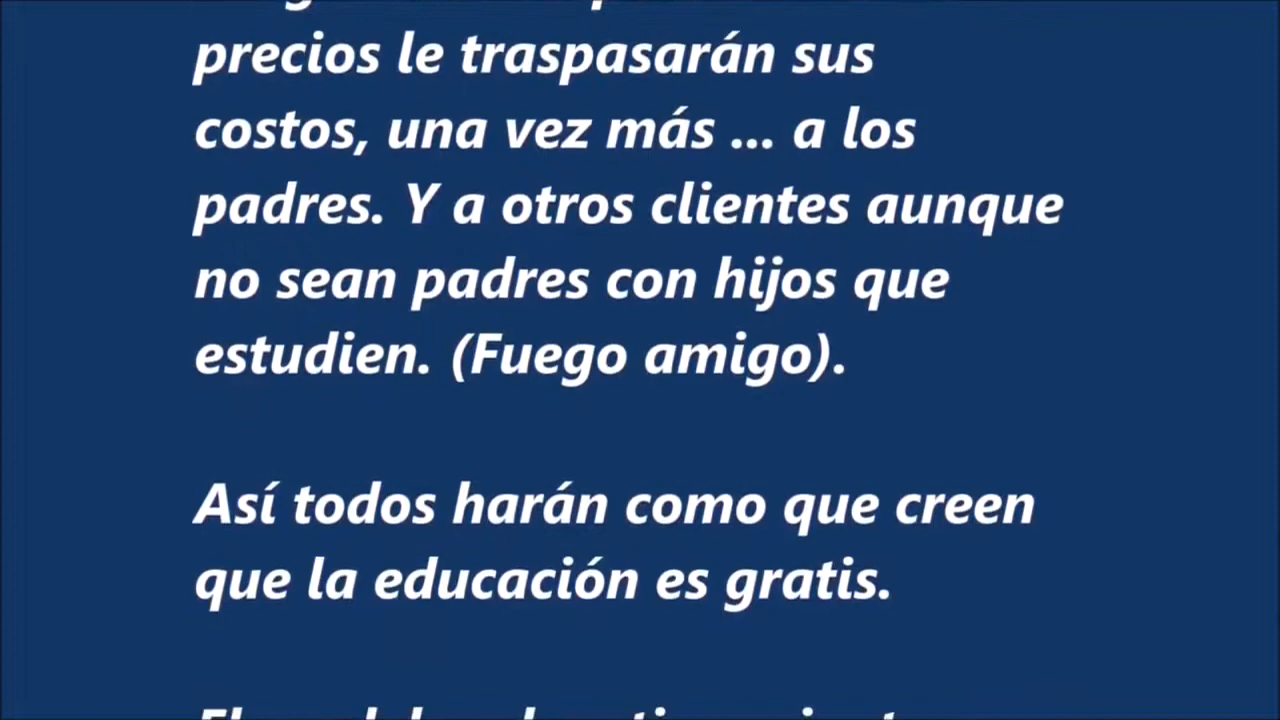 precios le traspasarán sus
costos, una vez más ... a los
padres. Y a otros clientes aunque
no sean padres con hijos que
estudien. (Fuego amigo).
Así todos harán como que creen
que la educación es gratis.